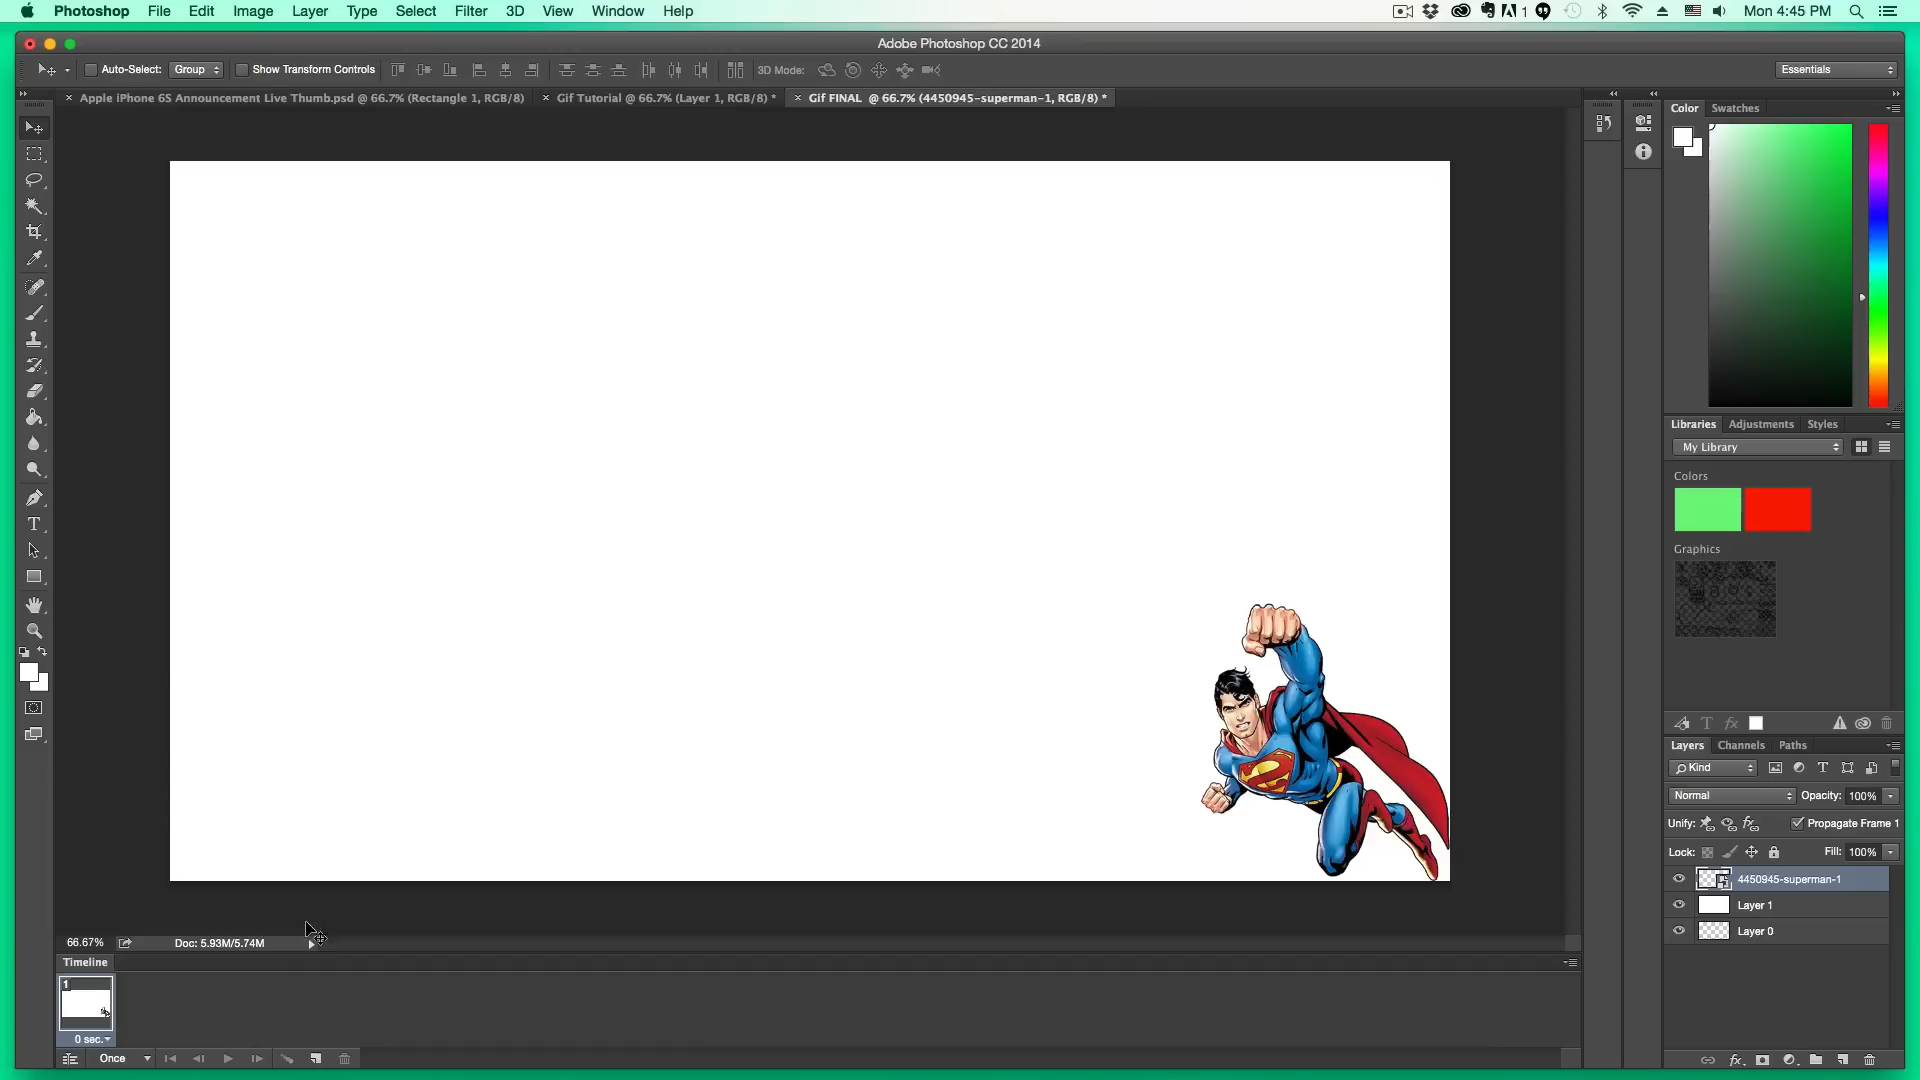 Photoshop File Edit Image Layer Type Select Filter 3D View Window Help 1 Mon 4:45 PM
Adobe Photoshop CC 2014
Auto-Select: Group Show Transform Controls 3D Mode: Essentials
× Apple iPhone 6S Announcement Live Thumb.psd @ 66.7% (Rectangle 1, RGB/8) × Gif Tutorial @ 66.7% (Layer 1, RGB/8) * × Gif FINAL @ 66.7% (4450945-superman-1, RGB/8) *
Color Swatches
Libraries Adjustments Styles
My Library
Colors
Graphics
Layers Channels Paths
Kind
Normal Opacity: 100%
Unify: Propagate Frame 1
Lock: Fill: 100%
4450945-superman-1
Layer 1
Layer 0
66.67% Doc: 5.93M/5.74M
Timeline
1
0 sec.
Once